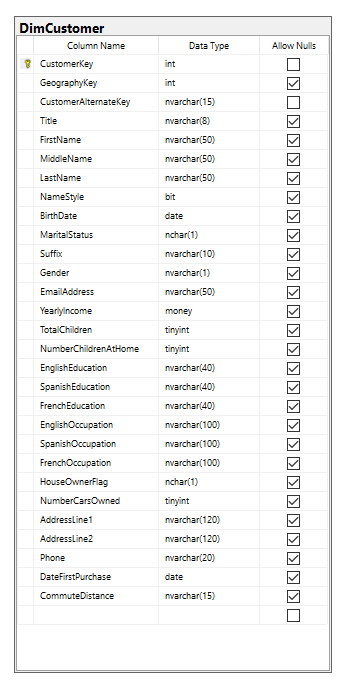 DimCustomer
Column Name Data Type Allow Nulls
CustomerKey int
GeographyKey int
CustomerAlternateKey nvarchar(15)
Title nvarchar(8)
FirstName nvarchar(50)
MiddleName nvarchar(50)
LastName nvarchar(50)
NameStyle bit
BirthDate date
MaritalStatus nchar(1)
Suffix nvarchar(10)
Gender nvarchar(1)
EmailAddress nvarchar(50)
YearlyIncome money
TotalChildren tinyint
NumberChildrenAtHome tinyint
EnglishEducation nvarchar(40)
SpanishEducation nvarchar(40)
FrenchEducation nvarchar(40)
EnglishOccupation nvarchar(100)
SpanishOccupation nvarchar(100)
FrenchOccupation nvarchar(100)
HouseOwnerFlag nchar(1)
NumberCarsOwned tinyint
AddressLine1 nvarchar(120)
AddressLine2 nvarchar(120)
Phone nvarchar(20)
DateFirstPurchase date
CommuteDistance nvarchar(15)